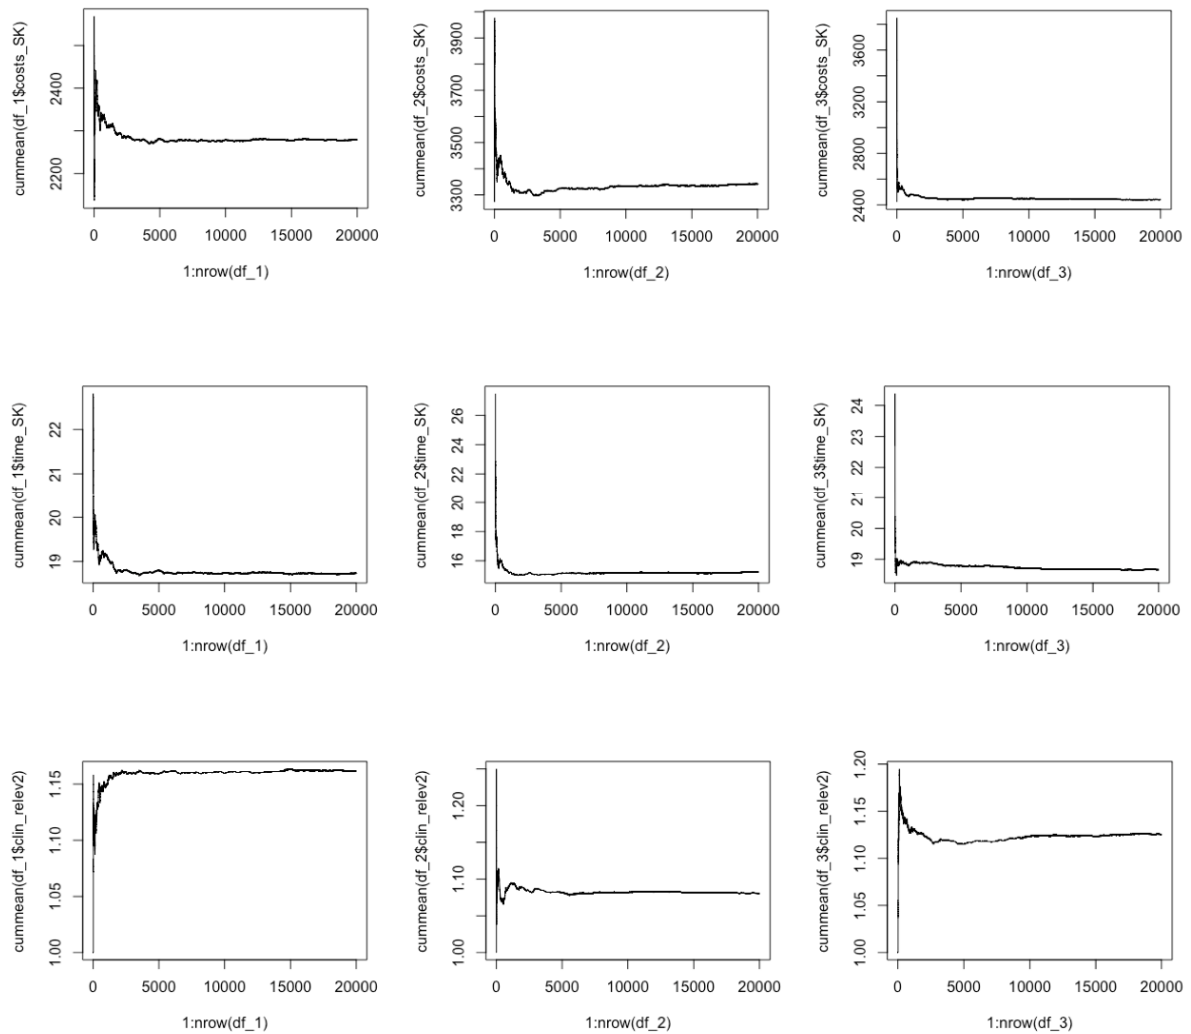 cummean(df_1$costs_SK)
2200 2400
0 5000 10000 15000 20000
1:nrow(df_1)
cummean(df_2$costs_SK)
3300 3500 3700 3900
0 5000 10000 15000 20000
1:nrow(df_2)
cummean(df_3$costs_SK)
2400 2800 3200 3600
0 5000 10000 15000 20000
1:nrow(df_3)
cummean(df_1$time_SK)
19 20 21 22
0 5000 10000 15000 20000
1:nrow(df_1)
cummean(df_2$time_SK)
16 18 20 22 24 26
0 5000 10000 15000 20000
1:nrow(df_2)
cummean(df_3$time_SK)
19 20 21 22 23 24
0 5000 10000 15000 20000
1:nrow(df_3)
cummean(df_1$clin_relev2)
1.00 1.05 1.10 1.15
0 5000 10000 15000 20000
1:nrow(df_1)
cummean(df_2$clin_relev2)
1.00 1.10 1.20
0 5000 10000 15000 20000
1:nrow(df_2)
cummean(df_3$clin_relev2)
1.00 1.05 1.10 1.15 1.20
0 5000 10000 15000 20000
1:nrow(df_3)